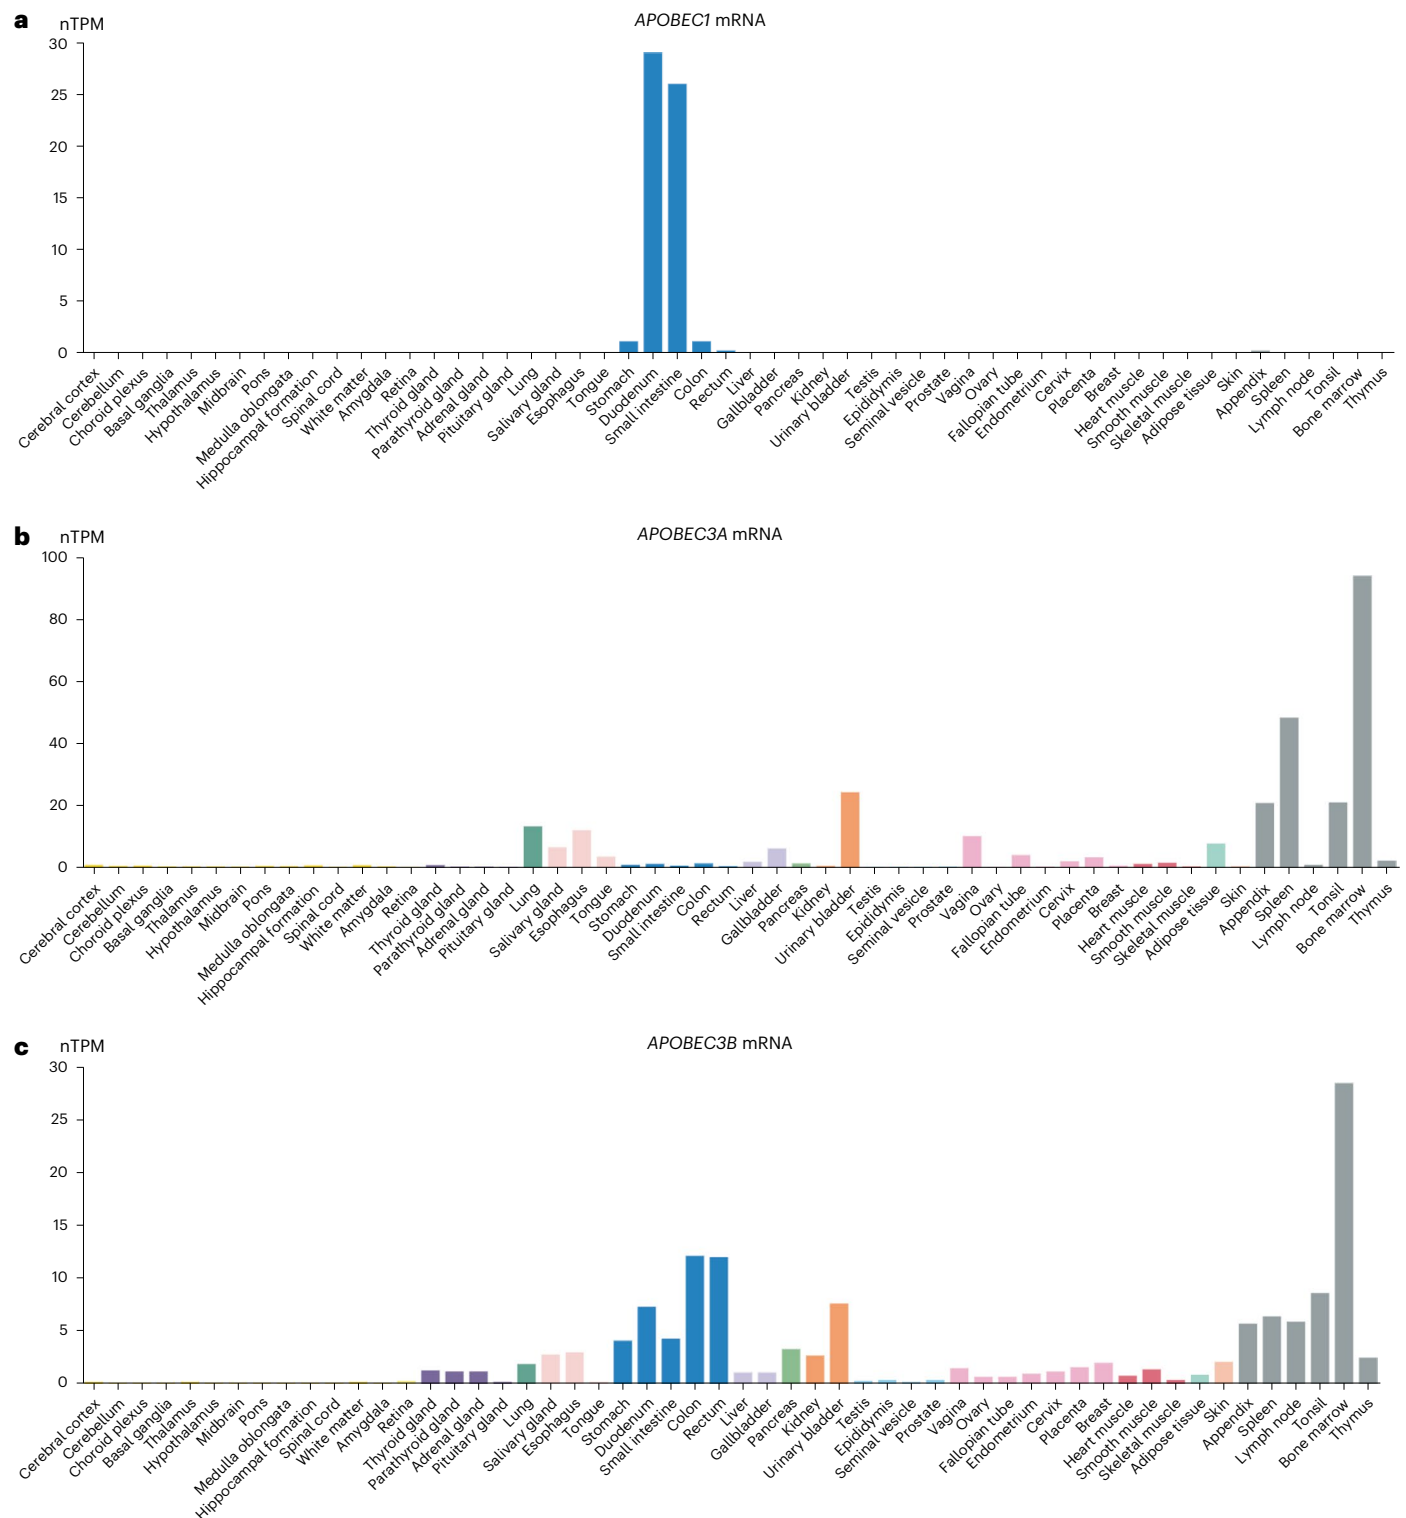 a
nTPM
APOBEC1 mRNA
30
25
20
15
10
5
0
Cerebral cortex
Cerebellum
Choroid plexus
Basal ganglia
Thalamus
Hypothalamus
Midbrain
Pons
Medulla oblongata
Hippocampal formation
Spinal cord
White matter
Amygdala
Retina
Thyroid gland
Parathyroid gland
Adrenal gland
Pituitary gland
Lung
Salivary gland
Esophagus
Tongue
Stomach
Duodenum
Small intestine
Colon
Rectum
Liver
Gallbladder
Pancreas
Kidney
Urinary bladder
Testis
Epididymis
Seminal vesicle
Prostate
Vagina
Ovary
Fallopian tube
Endometrium
Cervix
Placenta
Breast
Heart muscle
Smooth muscle
Skeletal muscle
Adipose tissue
Skin
Appendix
Spleen
Lymph node
Tonsil
Bone marrow
Thymus
b
nTPM
APOBEC3A mRNA
100
80
60
40
20
0
Cerebral cortex
Cerebellum
Choroid plexus
Basal ganglia
Thalamus
Hypothalamus
Midbrain
Pons
Medulla oblongata
Hippocampal formation
Spinal cord
White matter
Amygdala
Retina
Thyroid gland
Parathyroid gland
Adrenal gland
Pituitary gland
Lung
Salivary gland
Esophagus
Tongue
Stomach
Duodenum
Small intestine
Colon
Rectum
Liver
Gallbladder
Pancreas
Kidney
Urinary bladder
Testis
Epididymis
Seminal vesicle
Prostate
Vagina
Ovary
Fallopian tube
Endometrium
Cervix
Placenta
Breast
Heart muscle
Smooth muscle
Skeletal muscle
Adipose tissue
Skin
Appendix
Spleen
Lymph node
Tonsil
Bone marrow
Thymus
c
nTPM
APOBEC3B mRNA
30
25
20
15
10
5
0
Cerebral cortex
Cerebellum
Choroid plexus
Basal ganglia
Thalamus
Hypothalamus
Midbrain
Pons
Medulla oblongata
Hippocampal formation
Spinal cord
White matter
Amygdala
Retina
Thyroid gland
Parathyroid gland
Adrenal gland
Pituitary gland
Lung
Salivary gland
Esophagus
Tongue
Stomach
Duodenum
Small intestine
Colon
Rectum
Liver
Gallbladder
Pancreas
Kidney
Urinary bladder
Testis
Epididymis
Seminal vesicle
Prostate
Vagina
Ovary
Fallopian tube
Endometrium
Cervix
Placenta
Breast
Heart muscle
Smooth muscle
Skeletal muscle
Adipose tissue
Skin
Appendix
Spleen
Lymph node
Tonsil
Bone marrow
Thymus